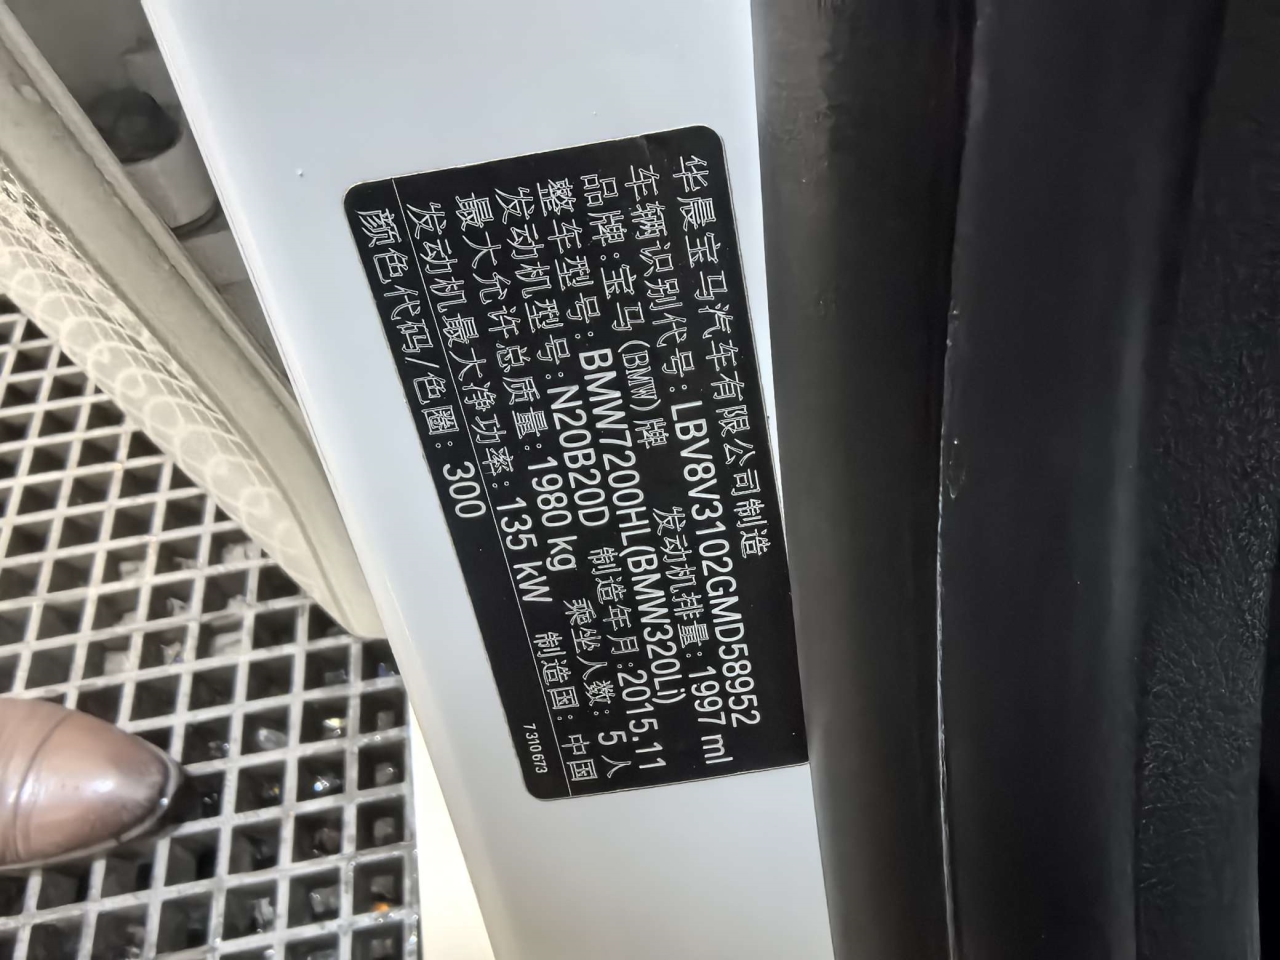 华晨宝马汽车有限公司制造
车辆识别代号: LBV8V3102GMD58952
品牌: 宝马 (BMW) 牌 发动机排量: 1997 ml
整车型号: BMW7200HL(BMW320Li)
发动机型号: N20B20D 制造年月: 2015.11
最大允许总质量: 1980 kg 乘坐人数: 5 人
发动机最大净功率: 135 kW 制造国: 中国
颜色代码/色圈: 300
7310673